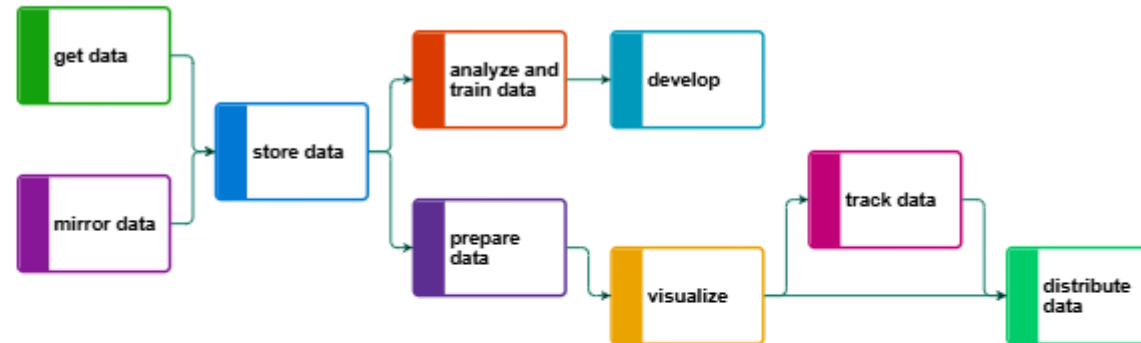 get data
mirror data
store data
analyze and
train data
develop
prepare
data
visualize
track data
distribute
data